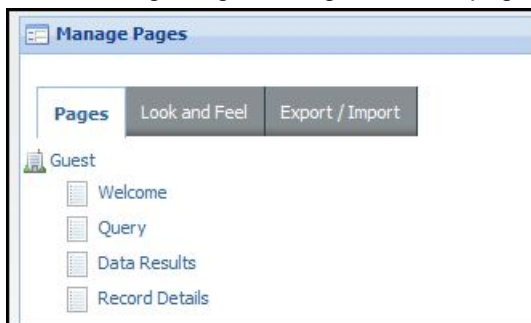 Manage Pages
Pages Look and Feel Export / Import
Guest
Welcome
Query
Data Results
Record Details